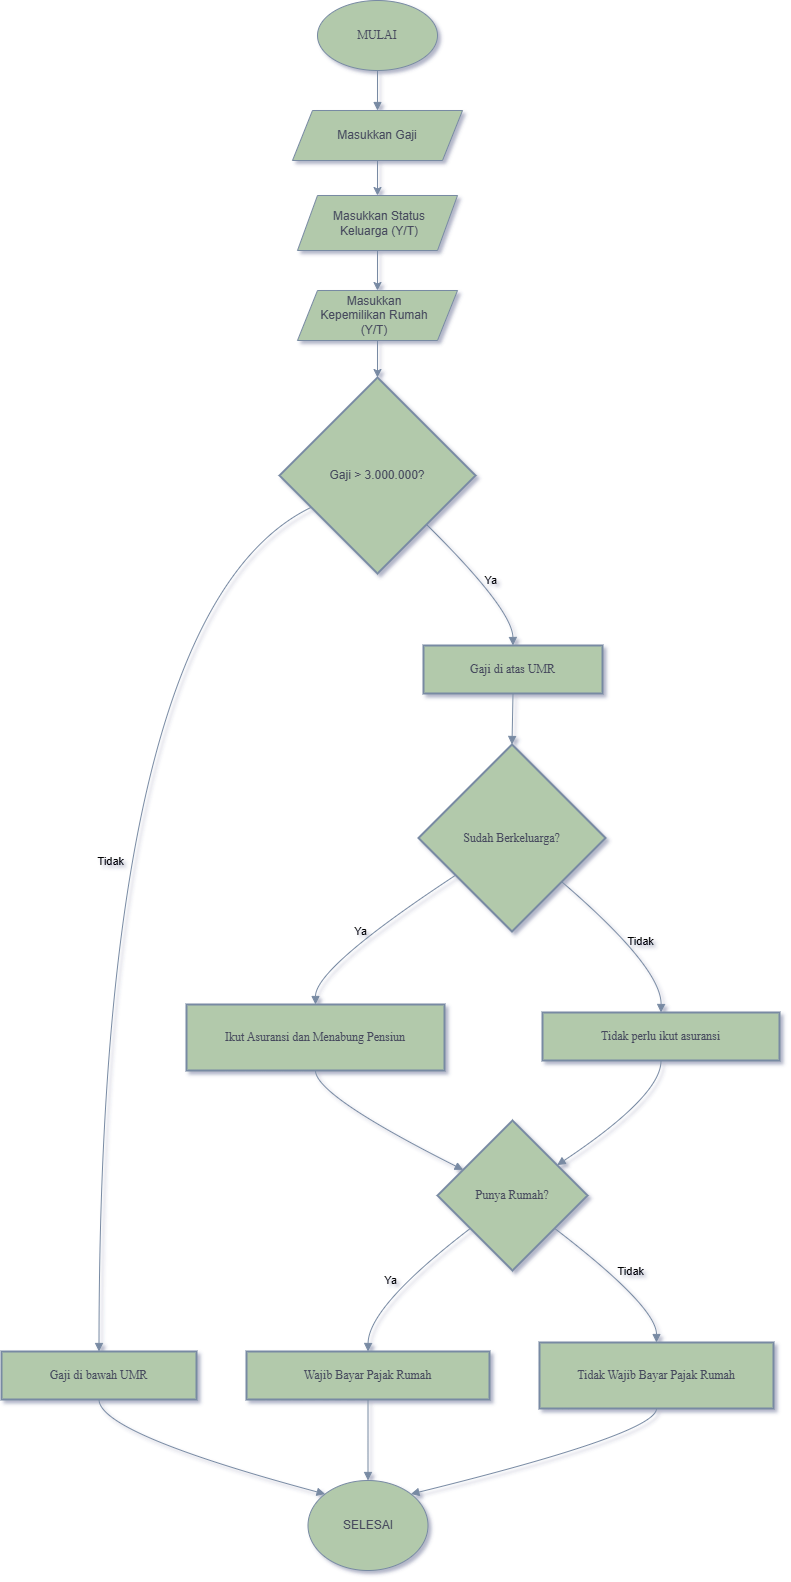 MULAI
Masukkan Gaji
Masukkan Status
Keluarga (Y/T)
Masukkan
Kepemilikan Rumah
(Y/T)
Gaji > 3.000.000?
Ya
Gaji di atas UMR
Sudah Berkeluarga?
Tidak
Ya
Tidak
Ikut Asuransi dan Menabung Pensiun
Tidak perlu ikut asuransi
Punya Rumah?
Ya
Tidak
Gaji di bawah UMR
Wajib Bayar Pajak Rumah
Tidak Wajib Bayar Pajak Rumah
SELESAI